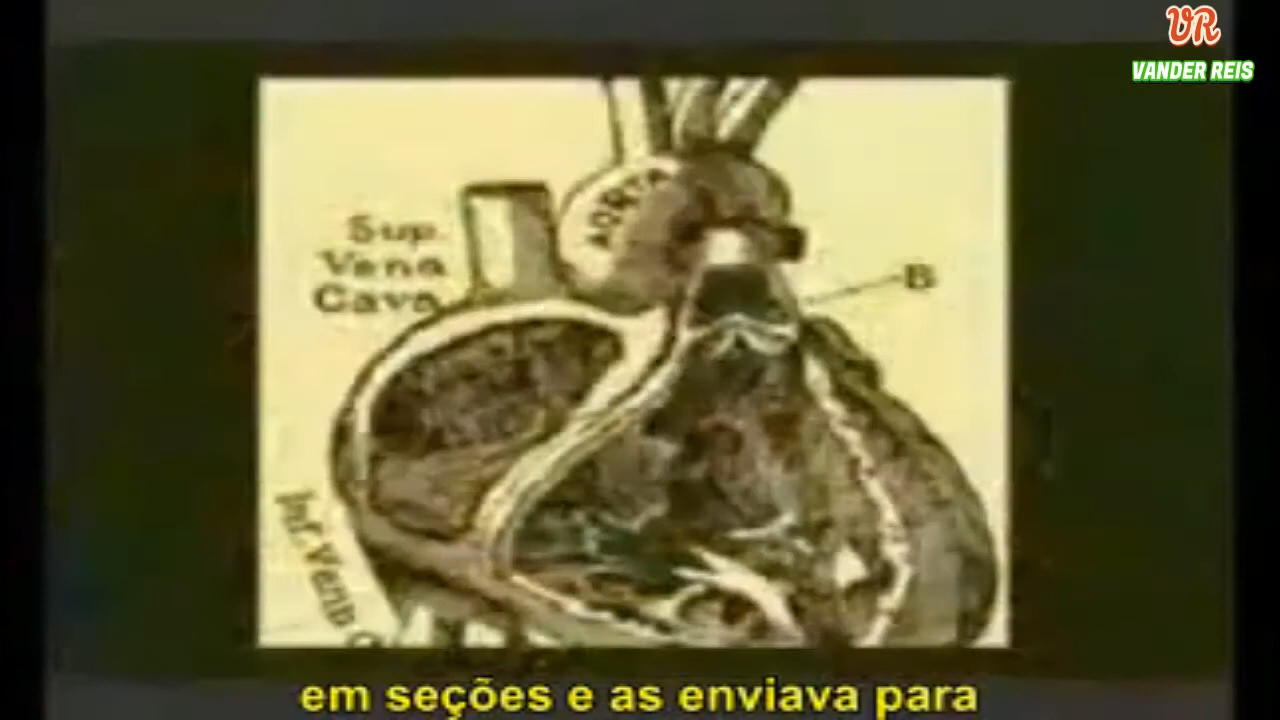 VR
VANDER REIS
AORTA
Sup.
Vena
Cava
B
Inf. Vena C
em seções e as enviava para